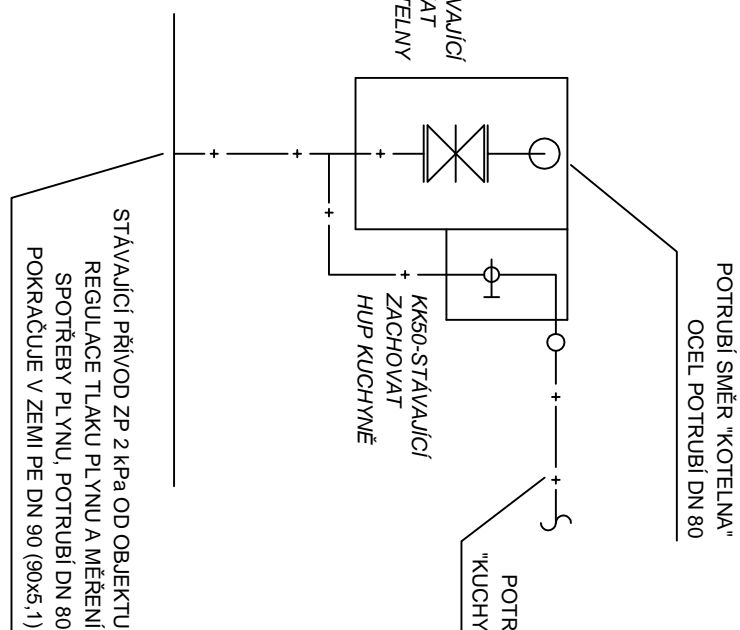 POTRUBÍ SMĚR "KOTELNA"
OCEL POTRUBÍ DN 80
KK50-STÁVAJÍCÍ
ZACHOVAT
HUP KUCHYNĚ
STÁVAJÍCÍ PŘÍVOD ZP 2 kPa OD OBJEKTU
REGULACE TLAKU PLYNU A MĚŘENÍ
SPOTŘEBY PLYNU, POTRUBÍ DN 80
POKRAČUJE V ZEMI PE DN 90 (90x5,1)